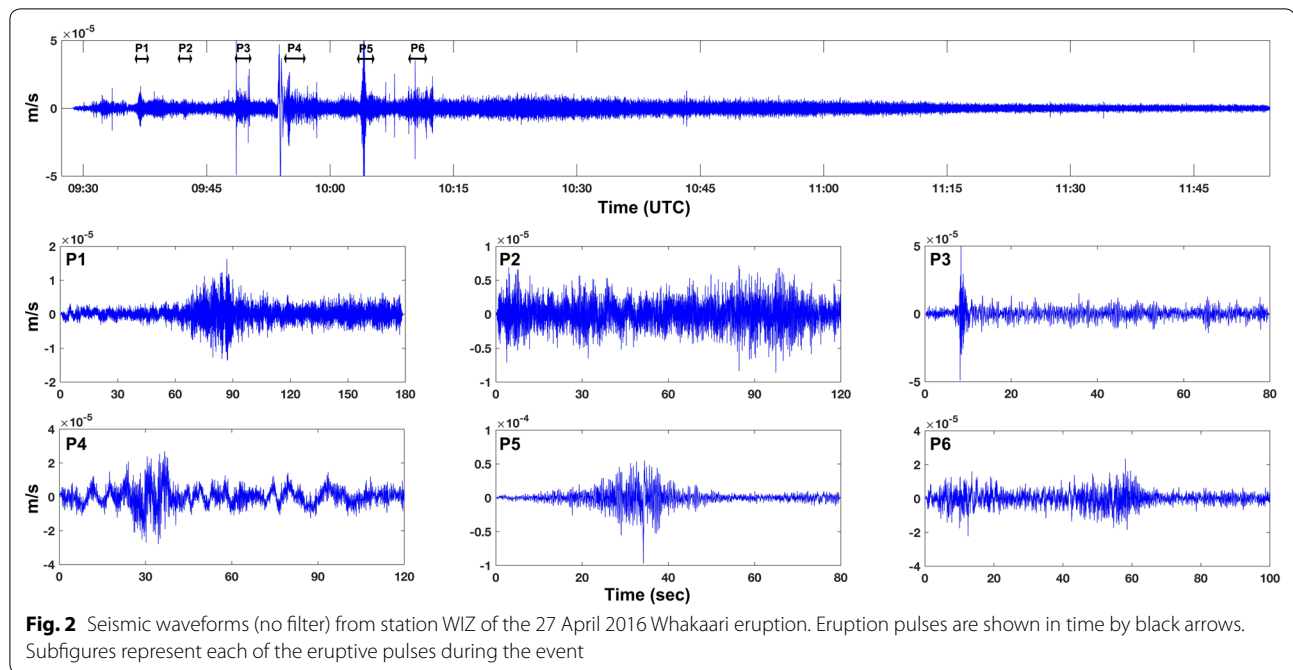 ×10⁻⁵
P1 P2 P3 P4 P5 P6
5
m/s
0
-5
09:30 09:45 10:00 10:15 10:30 10:45 11:00 11:15 11:30 11:45
Time (UTC)
×10⁻⁵
P1
2
1
m/s
0
-1
-2
0 30 60 90 120 150 180
×10⁻⁵
P2
1
0.5
0
-0.5
-1
0 20 40 60 80 100 120
×10⁻⁵
P3
5
0
-5
0 20 40 60 80
×10⁻⁵
P4
4
2
m/s
0
-2
-4
0 30 60 90 120
×10⁻⁴
P5
1
0.5
0
-0.5
-1
0 20 40 60 80
Time (sec)
×10⁻⁵
P6
4
2
0
-2
-4
0 20 40 60 80 100
Fig. 2 Seismic waveforms (no filter) from station WIZ of the 27 April 2016 Whakaari eruption. Eruption pulses are shown in time by black arrows.
Subfigures represent each of the eruptive pulses during the event